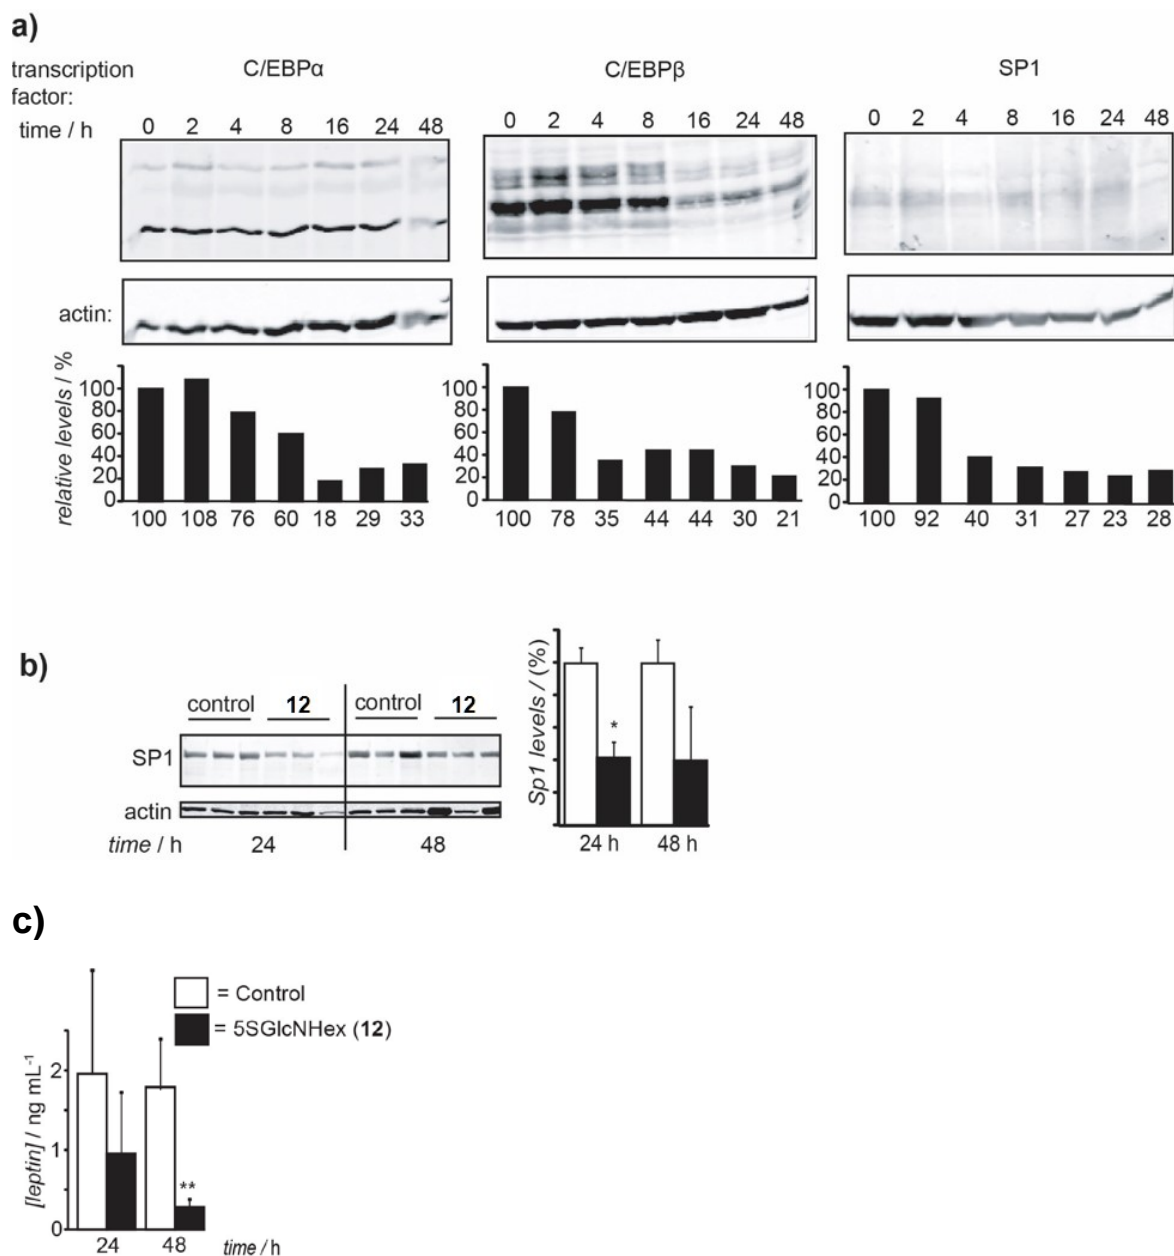 a)
transcription factor: C/EBPα C/EBPβ SP1
time / h 0 2 4 8 16 24 48 0 2 4 8 16 24 48 0 2 4 8 16 24 48
actin:
relative levels / % 100 80 60 40 20 0 100 80 60 40 20 0 100 80 60 40 20 0
100 108 76 60 18 29 33 100 78 35 44 44 30 21 100 92 40 31 27 23 28
b)
control 12 control 12
SP1
actin
time / h 24 48
Sp1 levels / (%)
*
24 h 48 h
c)
= Control
= 5SGlcNHex (12)
[leptin] / ng mL-1
2
1
0
**
24 48 time / h